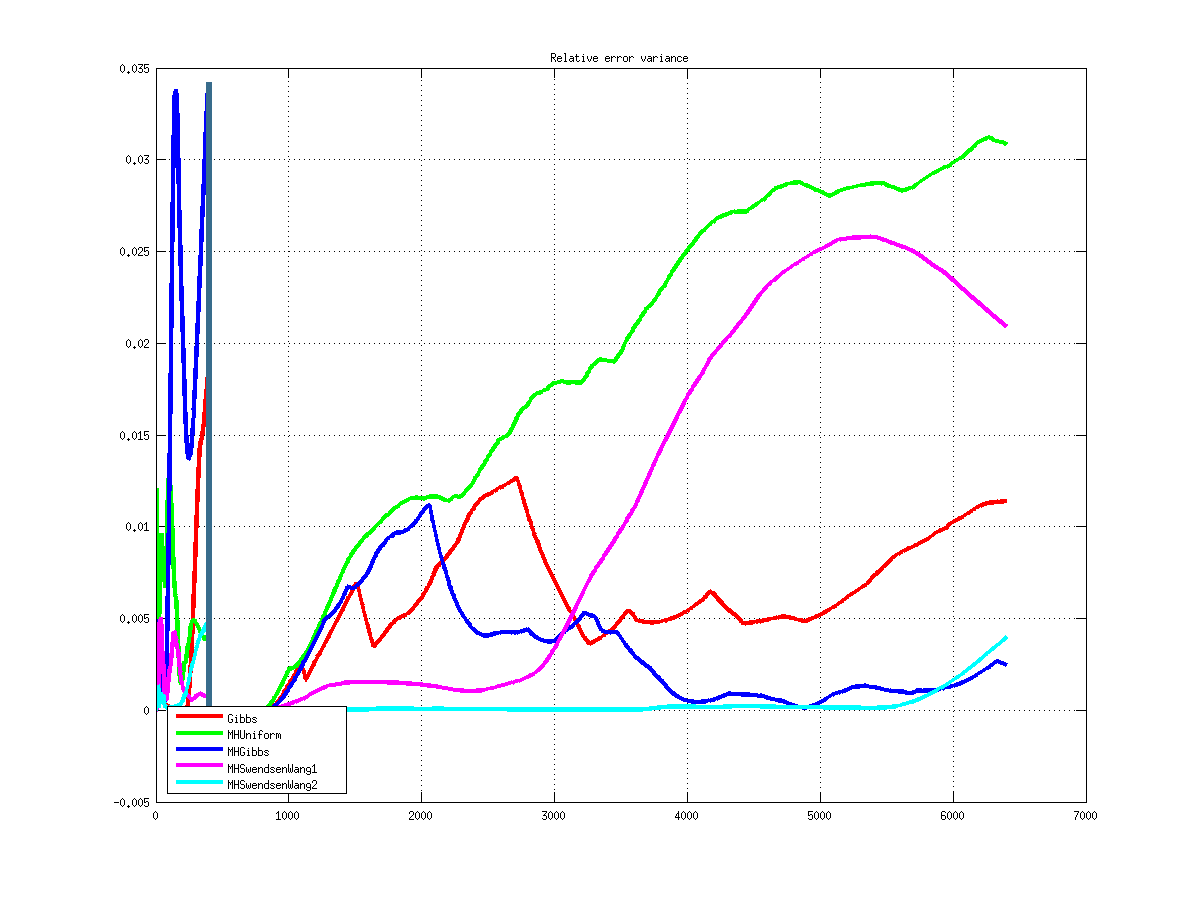 Relative error variance
0.035
0.03
0.025
0.02
0.015
0.01
0.005
0
-0.005
Gibbs
MHUniform
MHGibbs
MHSwendsenWang1
MHSwendsenWang2
0 1000 2000 3000 4000 5000 6000 7000